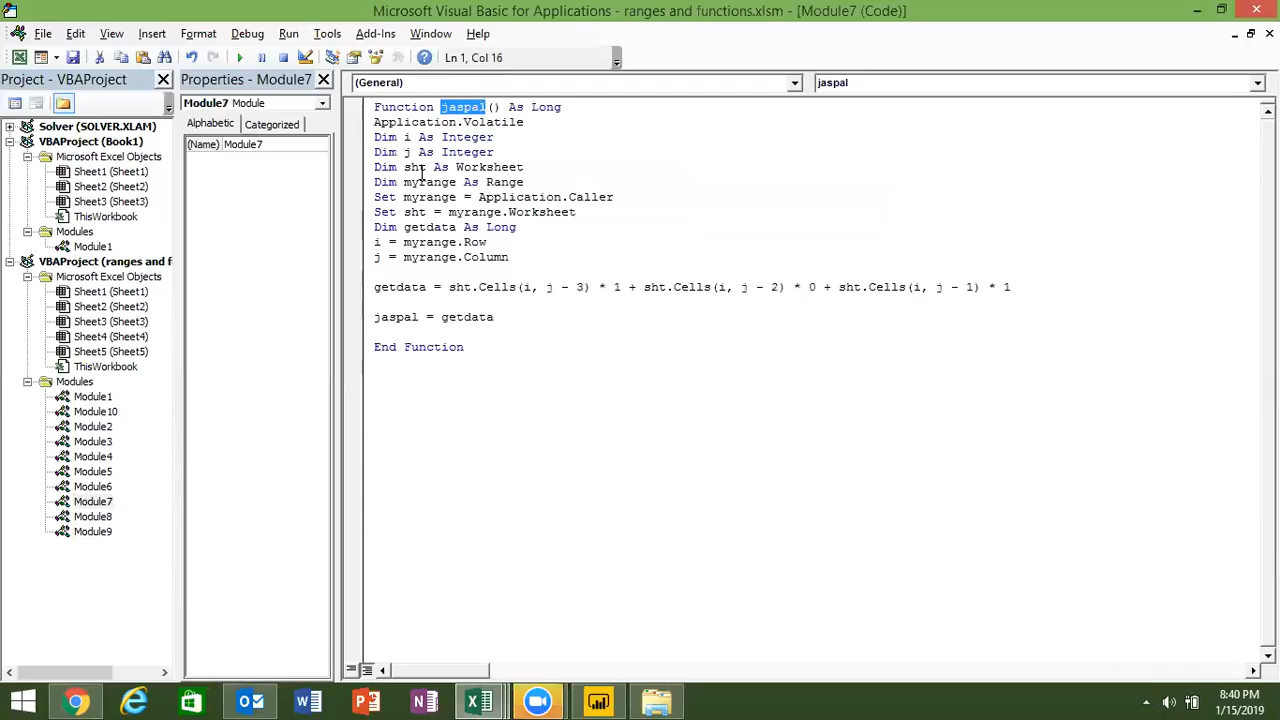 Microsoft Visual Basic for Applications - ranges and functions.xlsm - [Module7 (Code)]
File Edit View Insert Format Debug Run Tools Add-Ins Window Help
Ln 1, Col 16
Project - VBAProject
Properties - Module7
(General)
jaspal
Module7 Module
Alphabetic Categorized
(Name) Module7
Solver (SOLVER.XLAM)
VBAProject (Book1)
Microsoft Excel Objects
Sheet1 (Sheet1)
Sheet2 (Sheet2)
Sheet3 (Sheet3)
ThisWorkbook
Modules
Module1
VBAProject (ranges and f
Microsoft Excel Objects
Sheet1 (Sheet1)
Sheet2 (Sheet2)
Sheet3 (Sheet3)
Sheet4 (Sheet4)
Sheet5 (Sheet5)
ThisWorkbook
Modules
Module1
Module10
Module2
Module3
Module4
Module5
Module6
Module7
Module8
Module9
Function jaspal() As Long
Application.Volatile
Dim i As Integer
Dim j As Integer
Dim sht As Worksheet
Dim myrange As Range
Set myrange = Application.Caller
Set sht = myrange.Worksheet
Dim getdata As Long
i = myrange.Row
j = myrange.Column
getdata = sht.Cells(i, j - 3) * 1 + sht.Cells(i, j - 2) * 0 + sht.Cells(i, j - 1) * 1
jaspal = getdata
End Function
8:40 PM
1/15/2019